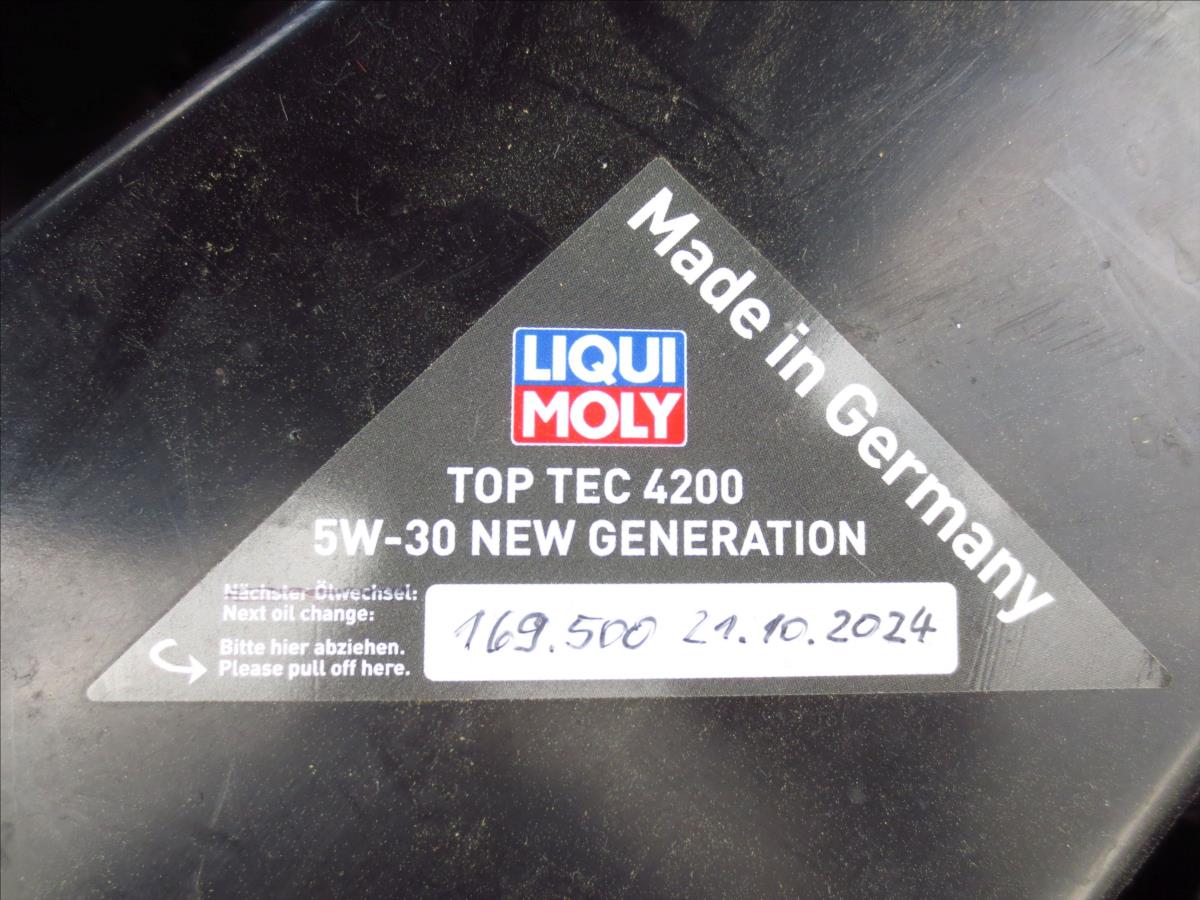 Made in Germany
LIQUI
MOLY
TOP TEC 4200
5W-30 NEW GENERATION
Nächster Ölwechsel:
Next oil change:
169.500 21.10.2024
Bitte hier abziehen.
Please pull off here.